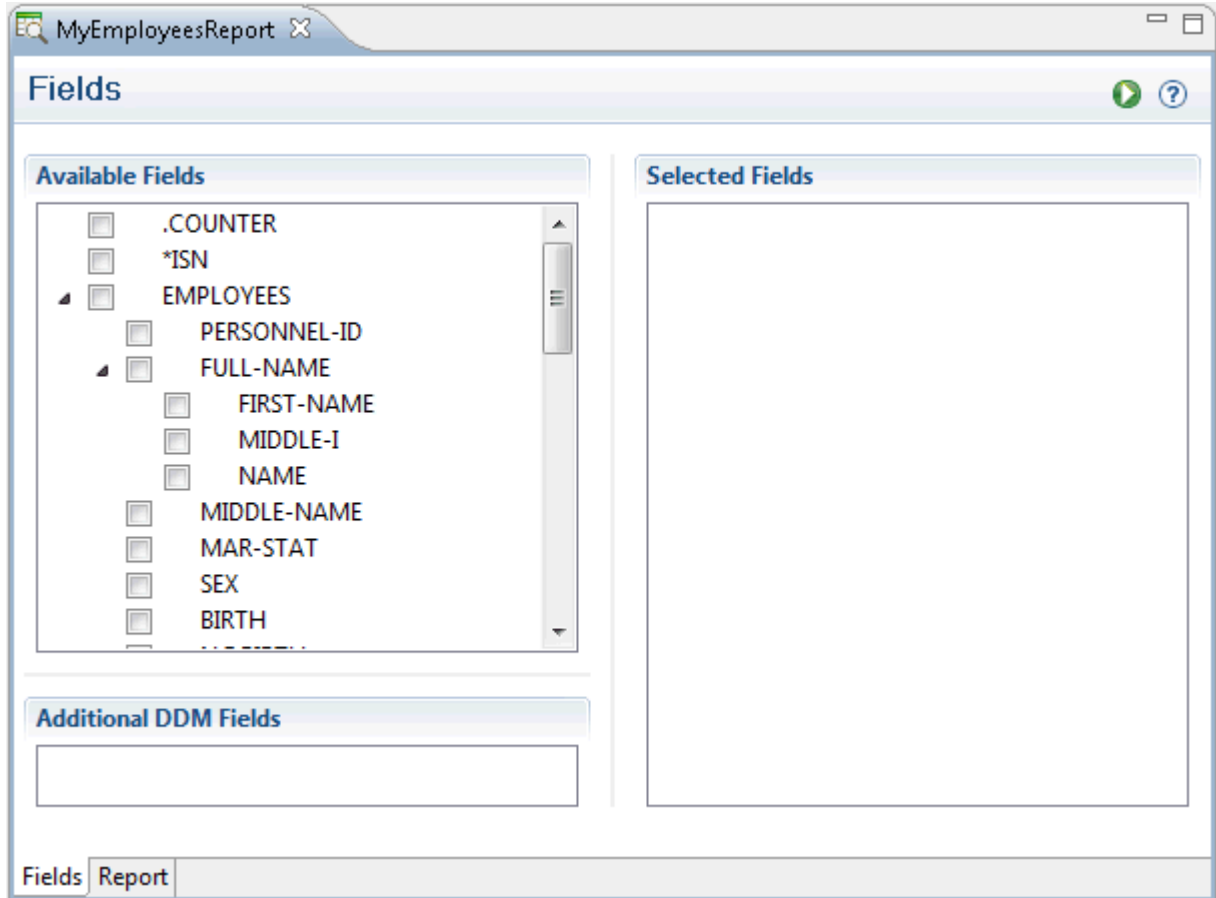 MyEmployeesReport
Fields
Available Fields
.COUNTER
*ISN
EMPLOYEES
PERSONNEL-ID
FULL-NAME
FIRST-NAME
MIDDLE-I
NAME
MIDDLE-NAME
MAR-STAT
SEX
BIRTH
Additional DDM Fields
Selected Fields
Fields Report